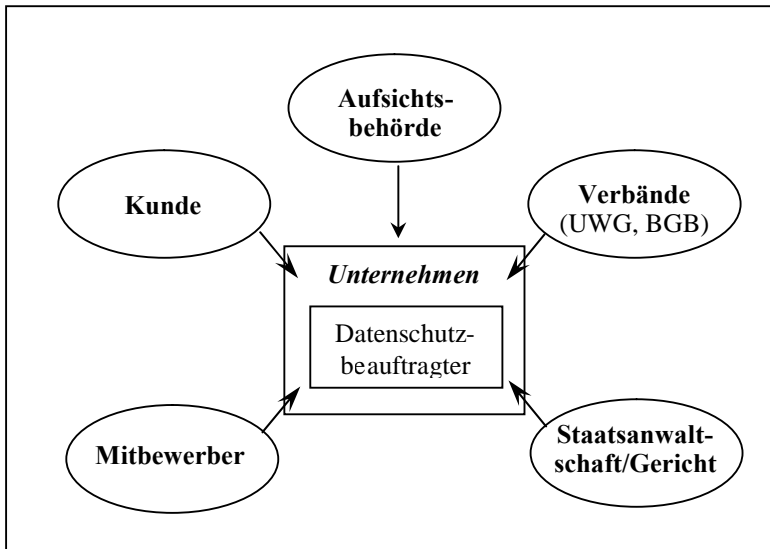 Aufsichts-
behörde
Kunde
Verbände
(UWG, BGB)
Unternehmen
Datenschutz-
beauftragter
Mitbewerber
Staatsanwalt-
schaft/Gericht